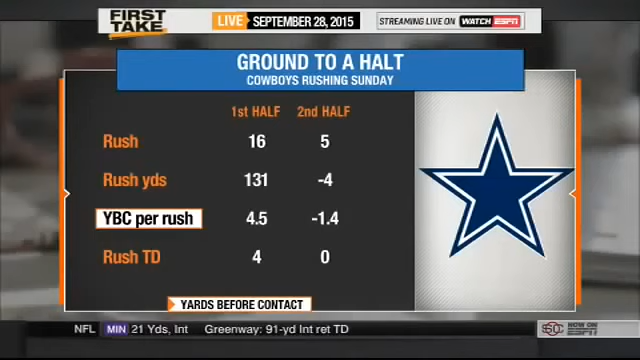 FIRST TAKE
LIVE SEPTEMBER 28, 2015
STREAMING LIVE ON WATCH ESPN
GROUND TO A HALT
COWBOYS RUSHING SUNDAY
1st HALF 2nd HALF
Rush 16 5
Rush yds 131 -4
YBC per rush 4.5 -1.4
Rush TD 4 0
YARDS BEFORE CONTACT
NFL MIN 21 Yds, Int Greenway: 91-yd Int ret TD
SC NOW ON ESPN